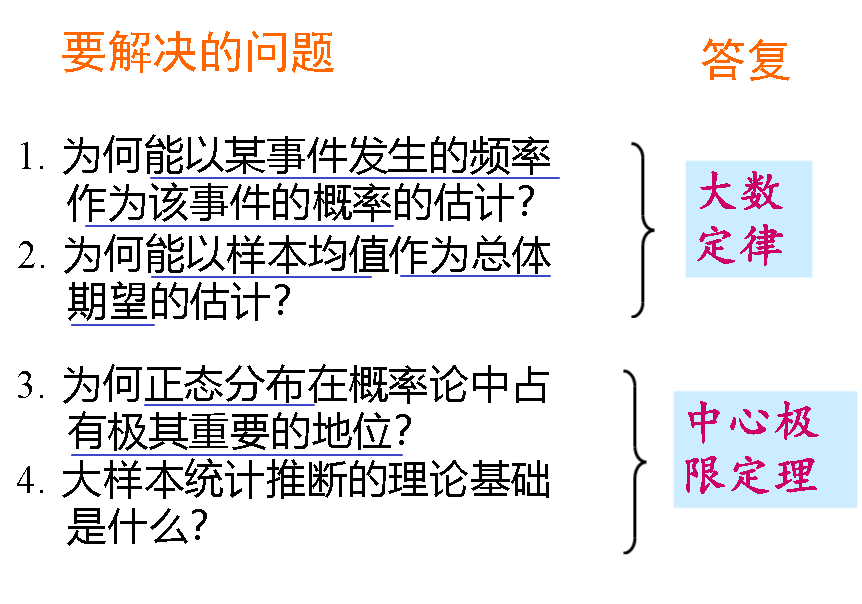 要解决的问题
答复
1. 为何能以某事件发生的频率
作为该事件的概率的估计?
2. 为何能以样本均值作为总体
期望的估计?
大数
定律
3. 为何正态分布在概率论中占
有极其重要的地位?
4. 大样本统计推断的理论基础
是什么?
中心极
限定理